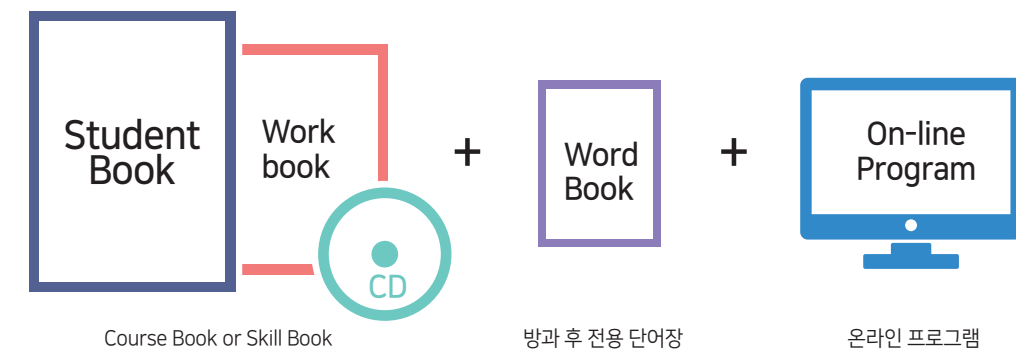 Student
Book
Work
book
CD
+
Word
Book
+
On-line
Program
Course Book or Skill Book
방과 후 전용 단어장
온라인 프로그램